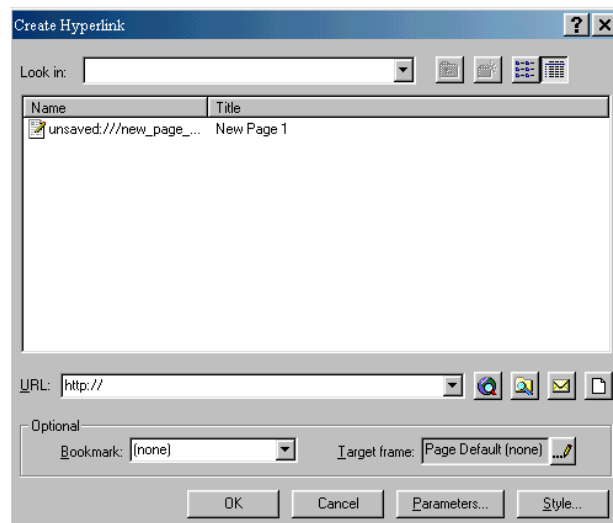 Create Hyperlink
Look in:
Name Title
unsaved:///new_page_... New Page 1
URL: http://
Optional
Bookmark: (none) Target frame: Page Default (none)
OK Cancel Parameters... Style...